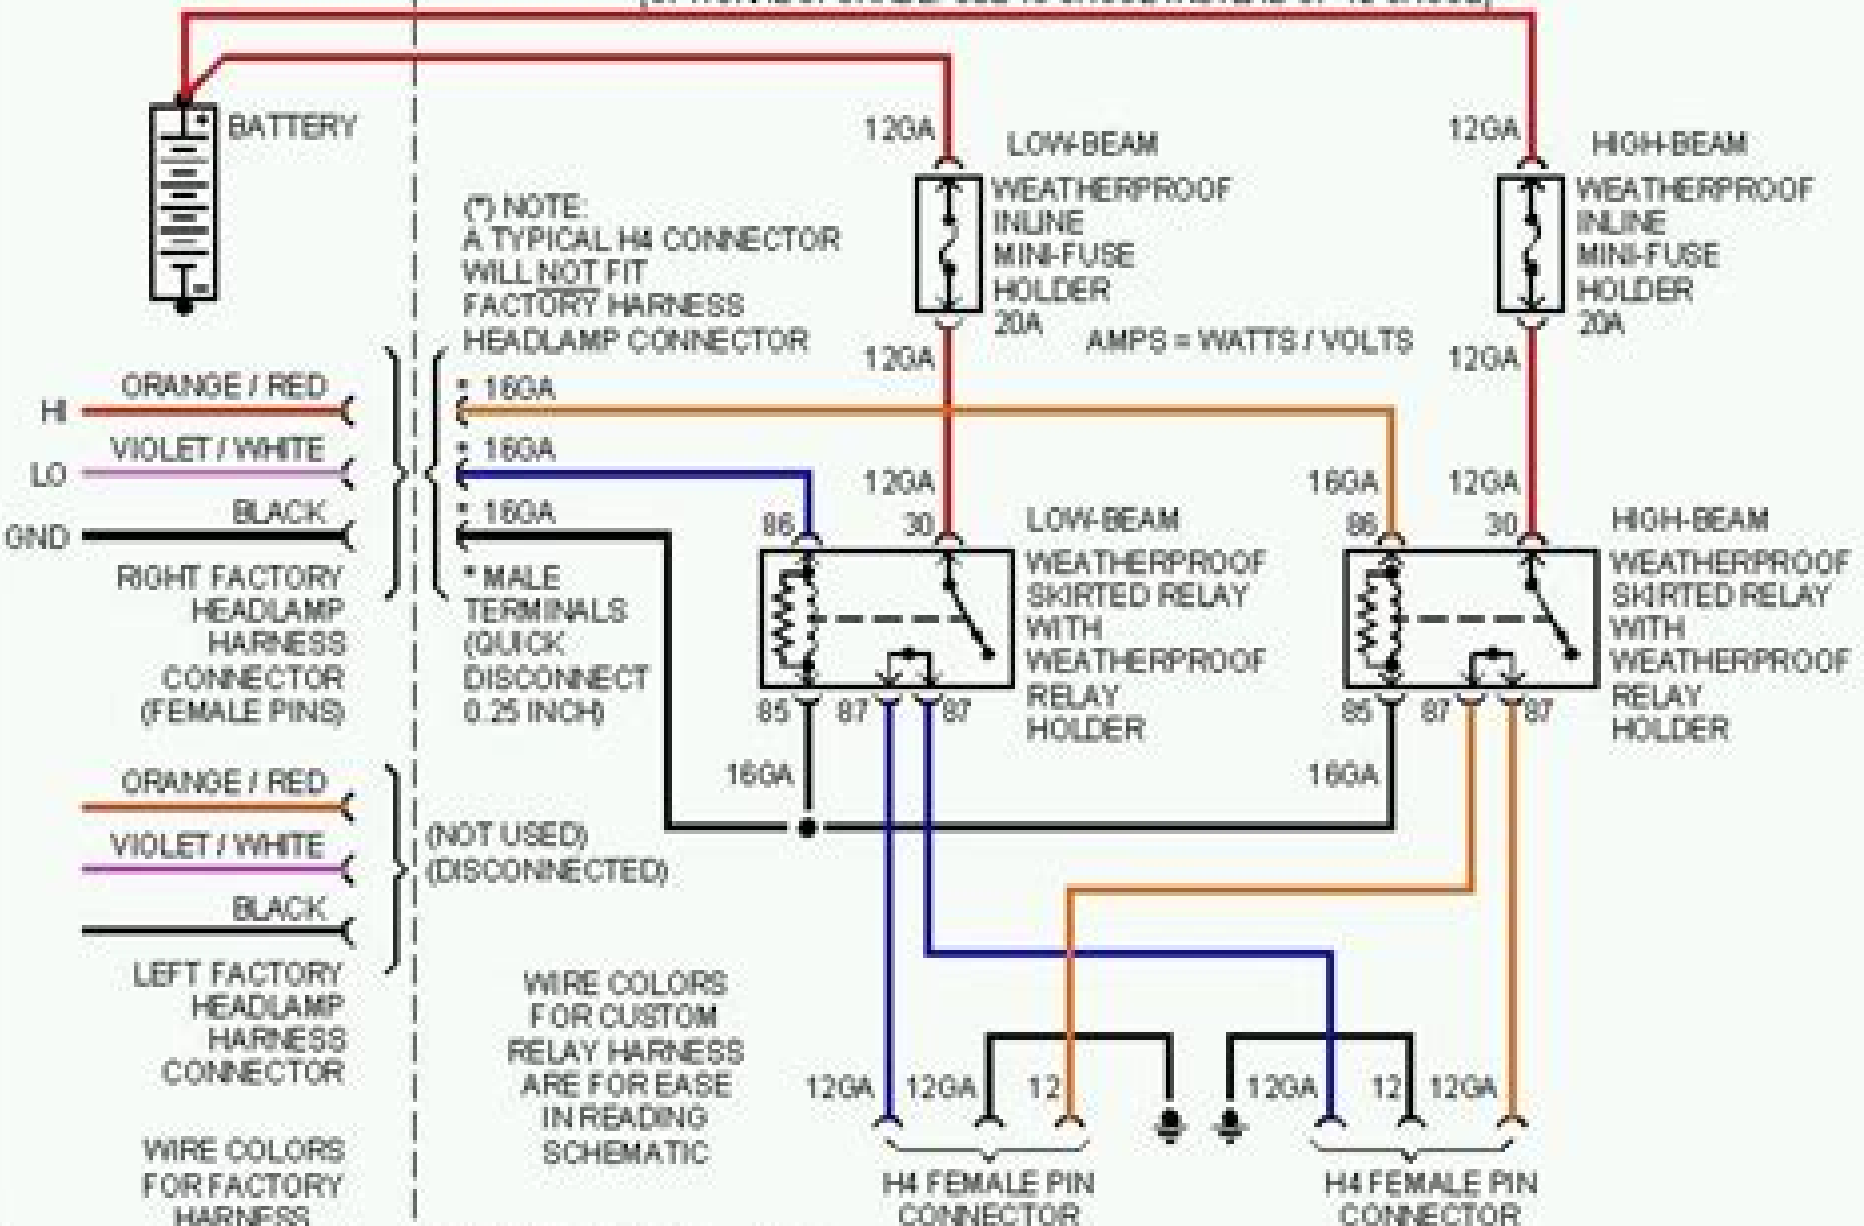 BATTERY
12GA
LOW-BEAM
WEATHERPROOF
INLINE
MINI-FUSE
HOLDER
20A
12GA
HIGH-BEAM
WEATHERPROOF
INLINE
MINI-FUSE
HOLDER
20A
(*) NOTE:
A TYPICAL H4 CONNECTOR
WILL NOT FIT
FACTORY HARNESS
HEADLAMP CONNECTOR
AMPS = WATTS / VOLTS
12GA
12GA
HI
ORANGE / RED
* 16GA
LO
VIOLET / WHITE
* 16GA
GND
BLACK
* 16GA
RIGHT FACTORY
HEADLAMP
HARNESS
CONNECTOR
(FEMALE PINS)
* MALE
TERMINALS
(QUICK
DISCONNECT
0.25 INCH)
12GA
86
30
LOW-BEAM
WEATHERPROOF
SKIRTED RELAY
WITH
WEATHERPROOF
RELAY
HOLDER
85
87
87
16GA
16GA
12GA
86
30
HIGH-BEAM
WEATHERPROOF
SKIRTED RELAY
WITH
WEATHERPROOF
RELAY
HOLDER
85
87
87
16GA
ORANGE / RED
VIOLET / WHITE
BLACK
(NOT USED)
(DISCONNECTED)
LEFT FACTORY
HEADLAMP
HARNESS
CONNECTOR
WIRE COLORS
FOR CUSTOM
RELAY HARNESS
ARE FOR EASE
IN READING
SCHEMATIC
WIRE COLORS
FOR FACTORY
HARNESS
12GA
12GA
12
12GA
12
12GA
H4 FEMALE PIN
CONNECTOR
H4 FEMALE PIN
CONNECTOR